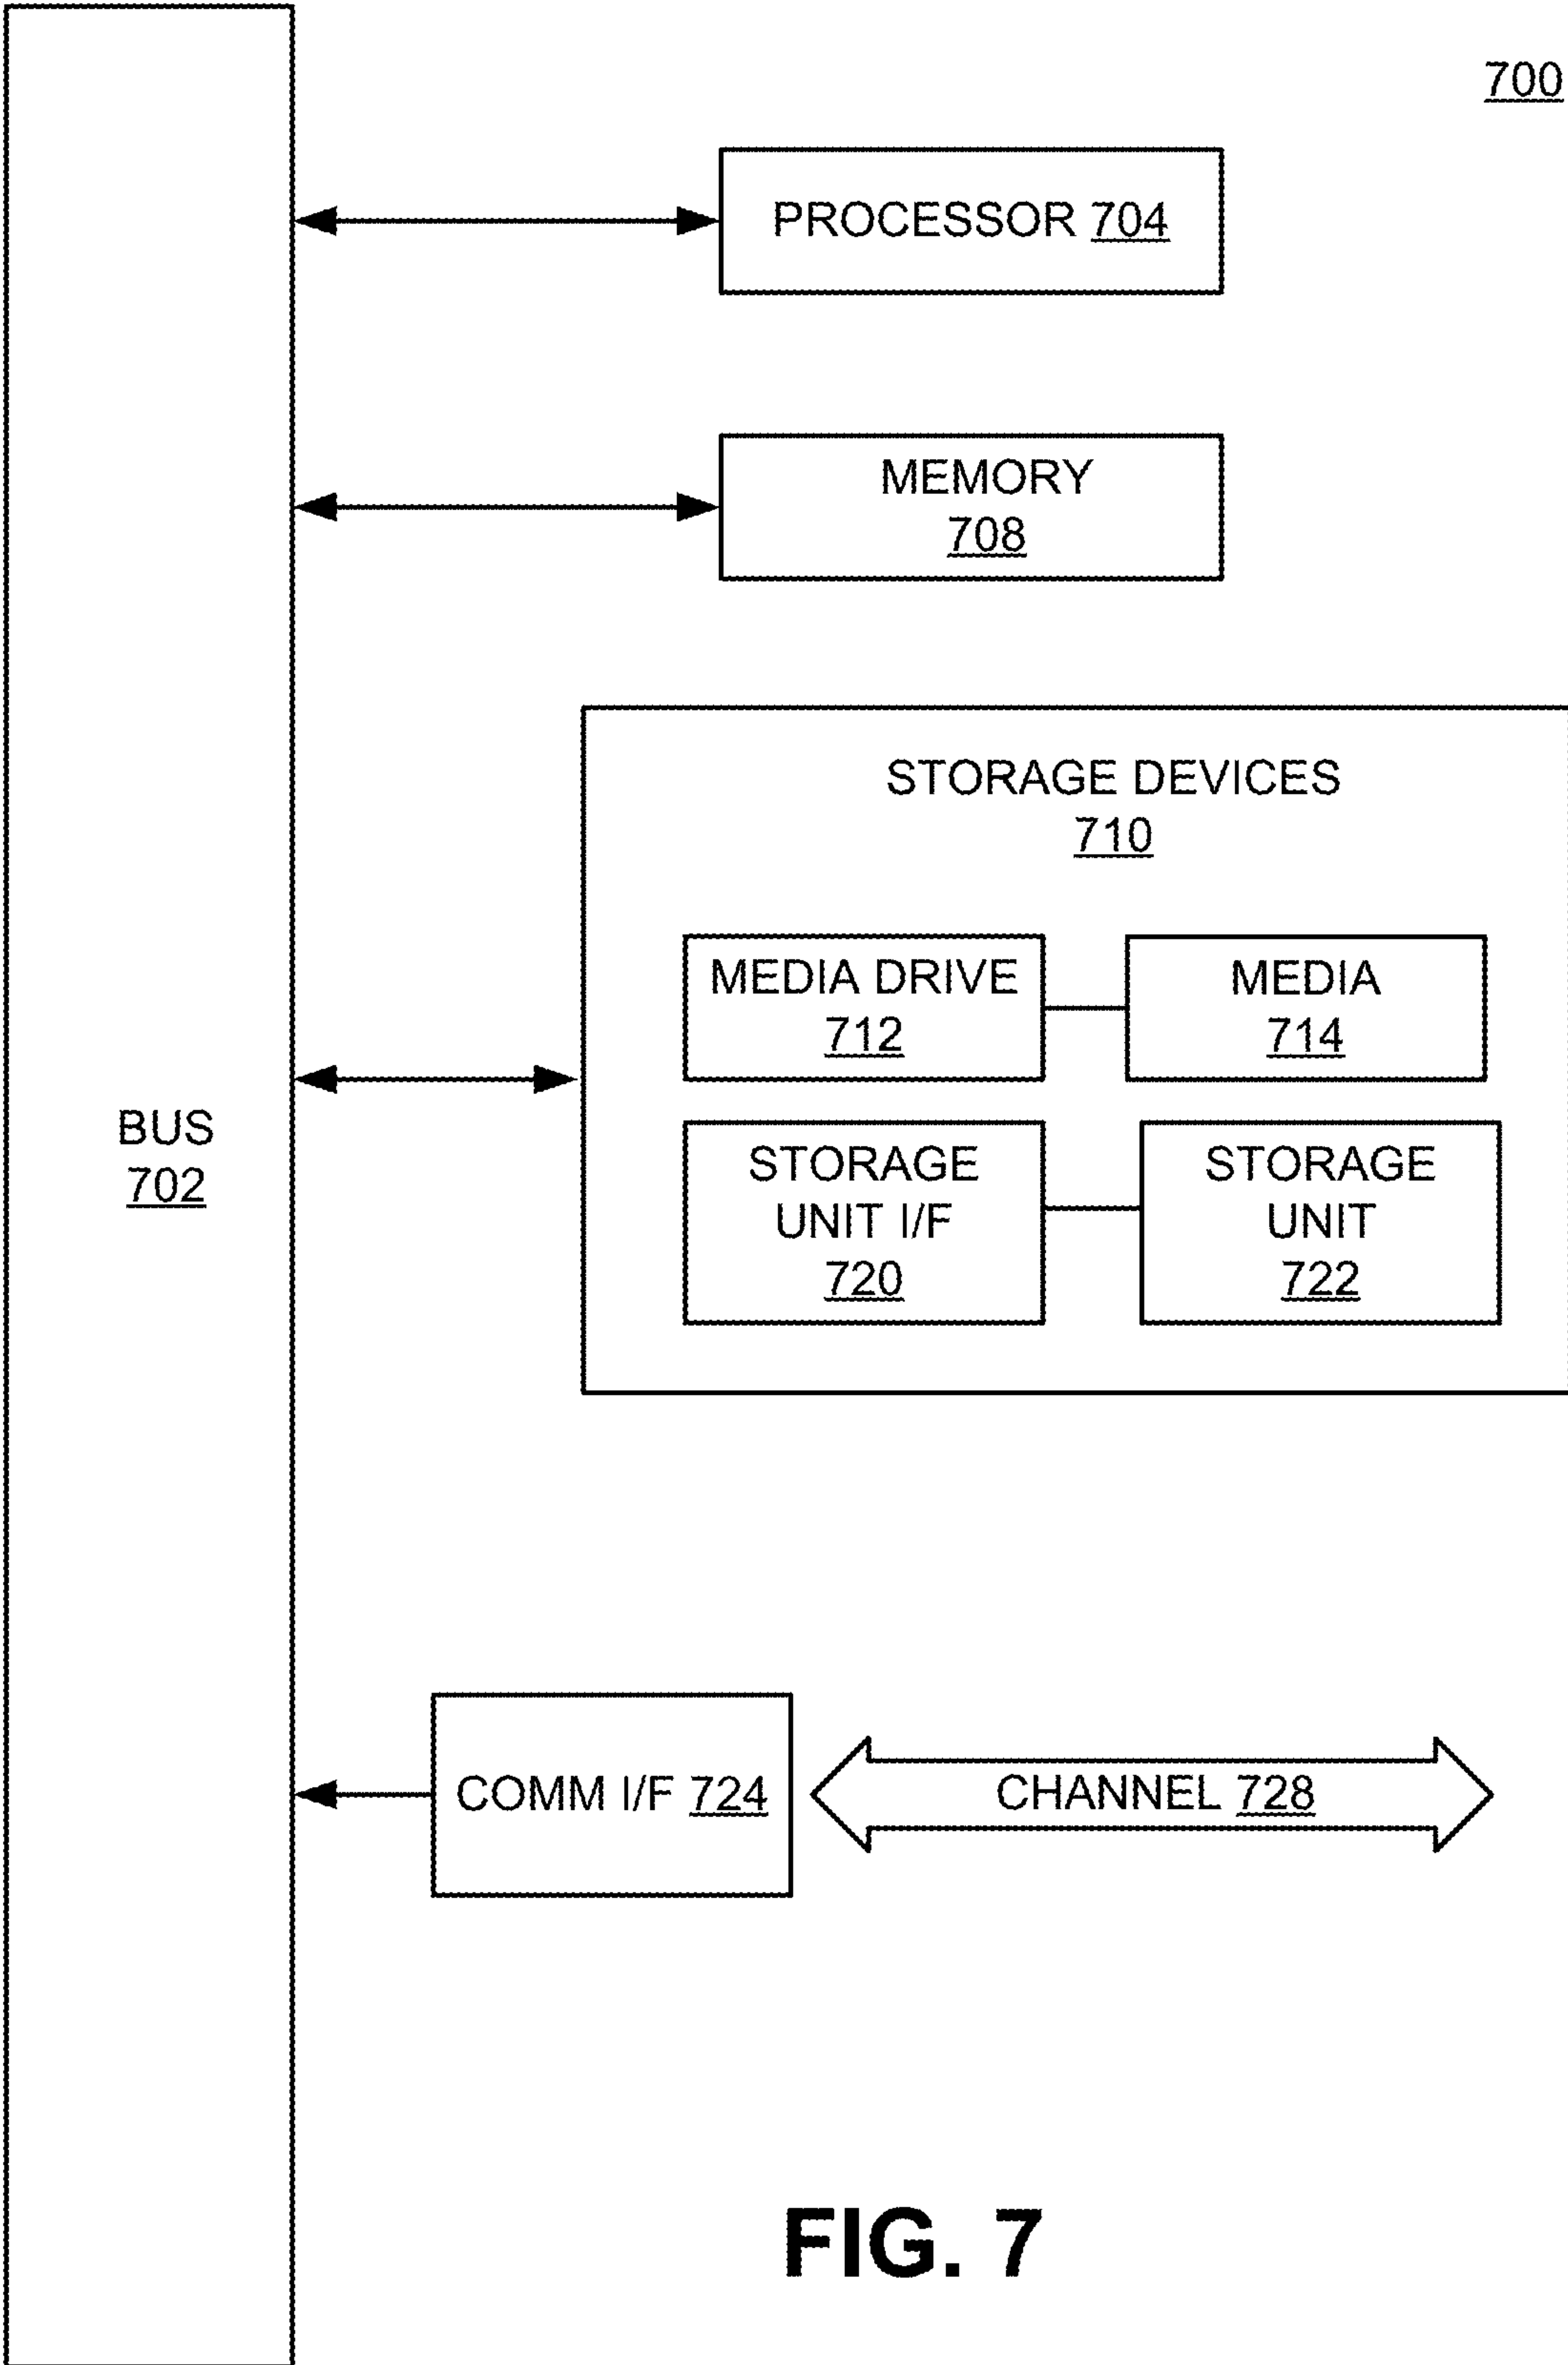 700
PROCESSOR 704
MEMORY
708
STORAGE DEVICES
710
MEDIA DRIVE
712
MEDIA
714
BUS
702
STORAGE
UNIT I/F
720
STORAGE
UNIT
722
COMM I/F 724
CHANNEL 728
FIG. 7